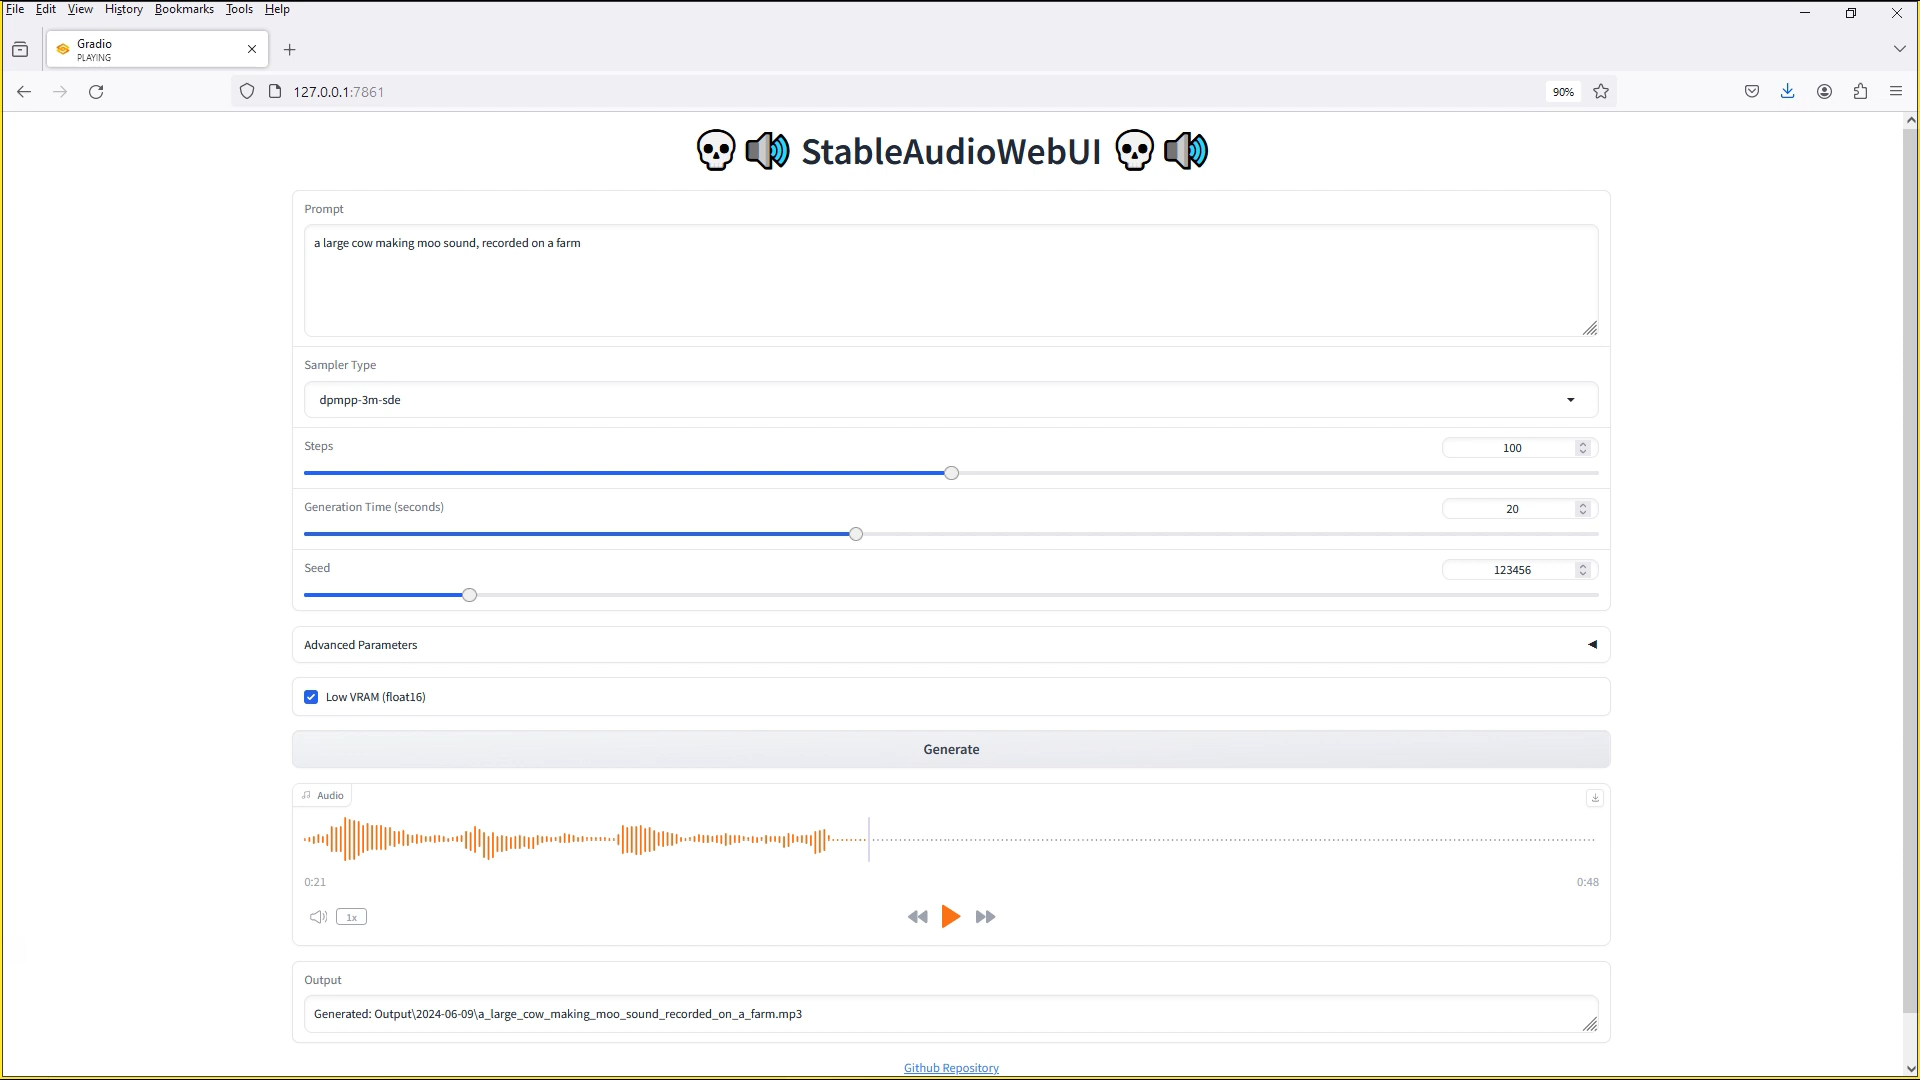 File Edit View History Bookmarks Tools Help
Gradio
PLAYING
127.0.0.1:7861
90%
StableAudioWebUI
Prompt
a large cow making moo sound, recorded on a farm
Sampler Type
dpmpp-3m-sde
Steps
100
Generation Time (seconds)
20
Seed
123456
Advanced Parameters
Low VRAM (float16)
Generate
Audio
0:21
0:48
1x
Output
Generated: Output\2024-06-09\a_large_cow_making_moo_sound_recorded_on_a_farm.mp3
Github Repository